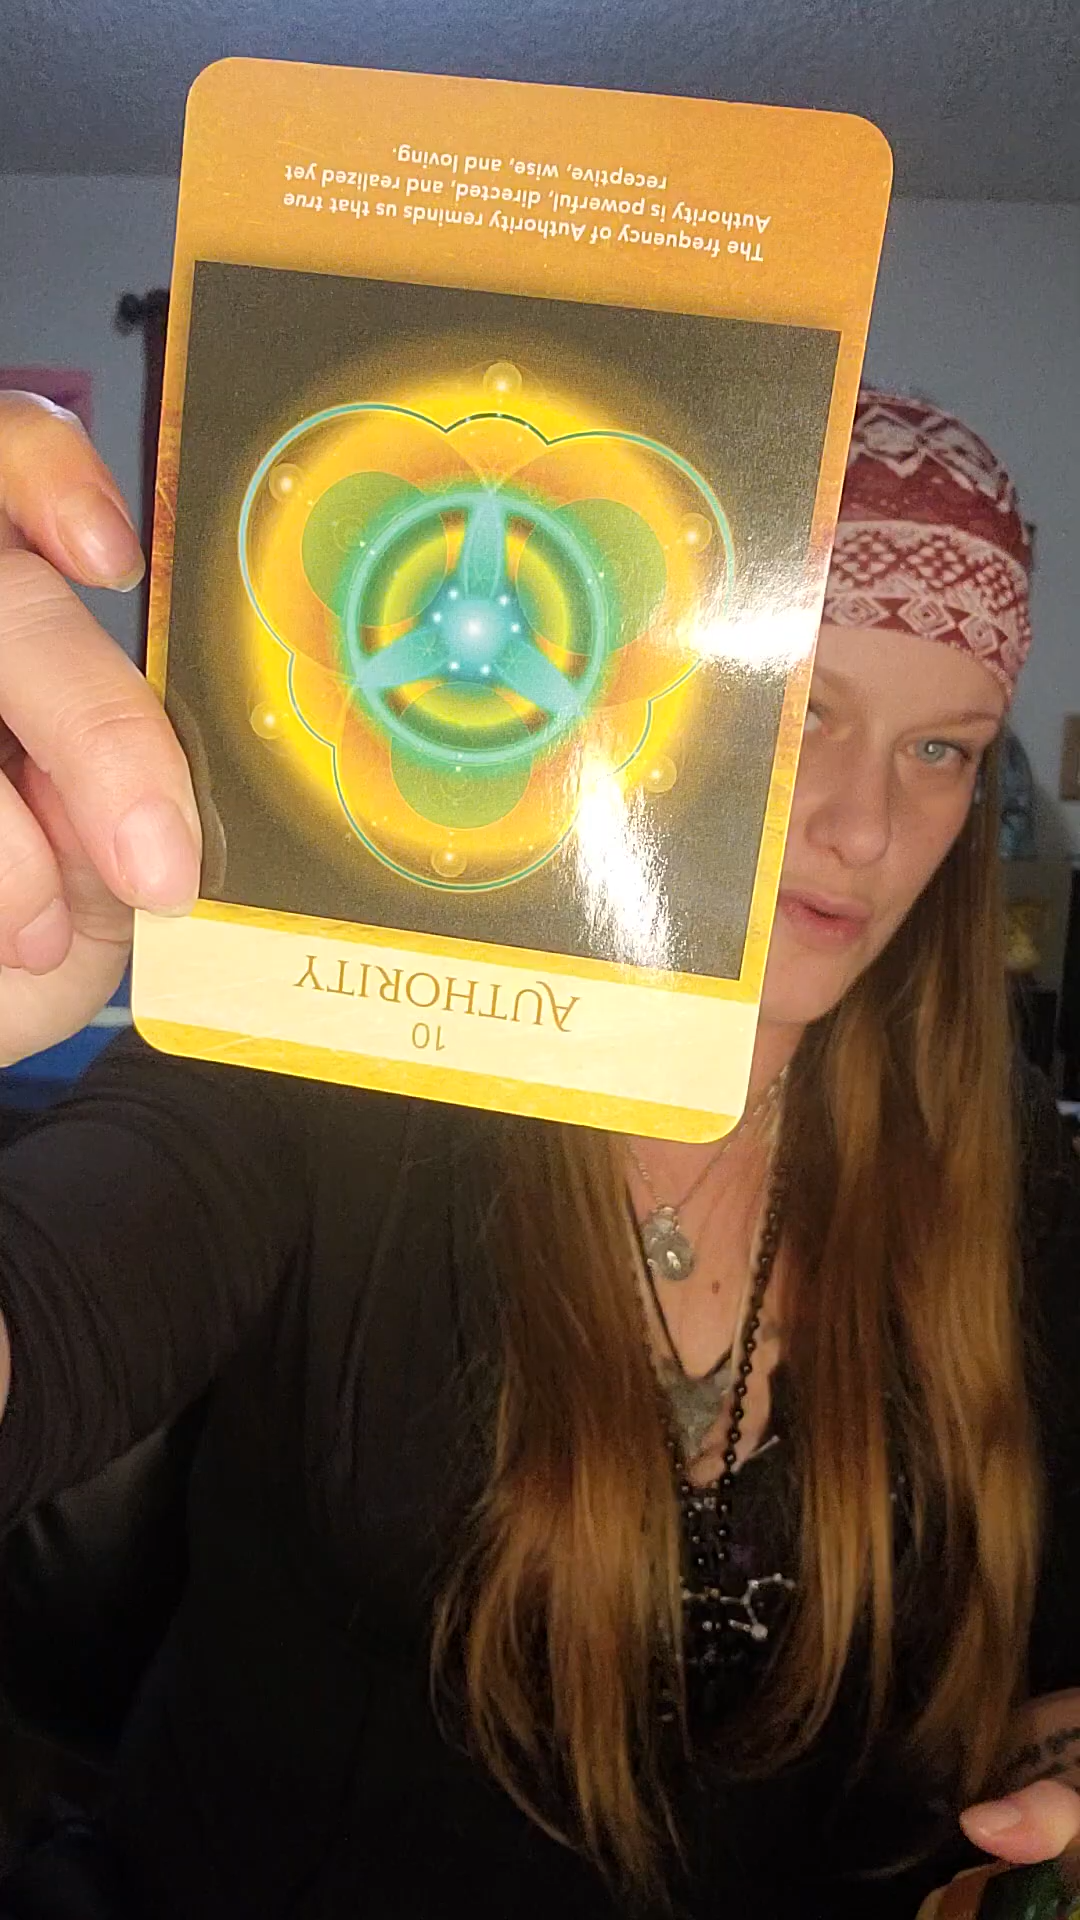 10
AUTHORITY
The frequency of Authority reminds us that true
Authority is powerful, directed, and realized yet
receptive, wise, and loving.